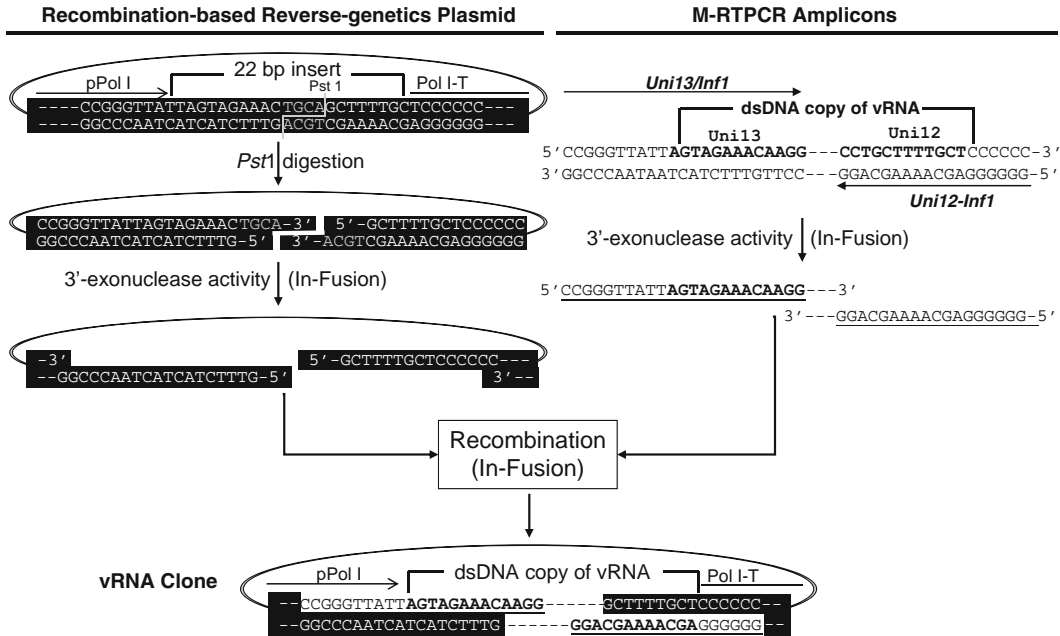 Recombination-based Reverse-genetics Plasmid
pPol I
22 bp insert
Pst 1
Pol I-T
----CCGGGTTATTAGTAGAAACTGCAGCTTTTGCTCCCCCC---
----GGCCCAATCATCATCTTTGACGTCGAAAACGAGGGGGG---
Pst1 digestion
CCGGGTTATTAGTAGAAACTGCA-3' 5'-GCTTTTGCTCCCCCC
GGCCCAATCATCATCTTTG-5' 3'-ACGTCGAAAACGAGGGGGG
3'-exonuclease activity (In-Fusion)
-3' 5'-GCTTTTGCTCCCCCC---
--GGCCCAATCATCATCTTTG-5' 3'--
M-RTPCR Amplicons
Uni13/Inf1
dsDNA copy of vRNA
Uni13 Uni12
5'CCGGGTTATTAGTAGAAACAAGG---CCTGCTTTTGCTCCCCCC-3'
3'GGCCCAATAATCATCTTTGTTCC---GGACGAAAACGAGGGGGG-5'
Uni12-Inf1
3'-exonuclease activity (In-Fusion)
5'CCGGGTTATTAGTAGAAACAAGG---3'
3'---GGACGAAAACGAGGGGGG-5'
Recombination
(In-Fusion)
vRNA Clone
pPol I
dsDNA copy of vRNA
Pol I-T
--CCGGGTTATTAGTAGAAACAAGG------GCTTTTGCTCCCCCC--
--GGCCCAATCATCATCTTTG------GGACGAAAACGAGGGGGG--